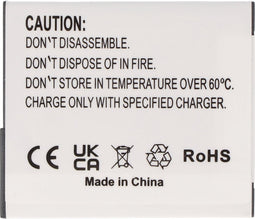 CAUTION:
DON'T DISASSEMBLE.
DON'T DISPOSE OF IN FIRE.
DON'T STORE IN TEMPERATURE OVER 60°C.
CHARGE ONLY WITH SPECIFIED CHARGER.
CE UK CA RoHS
Made in China